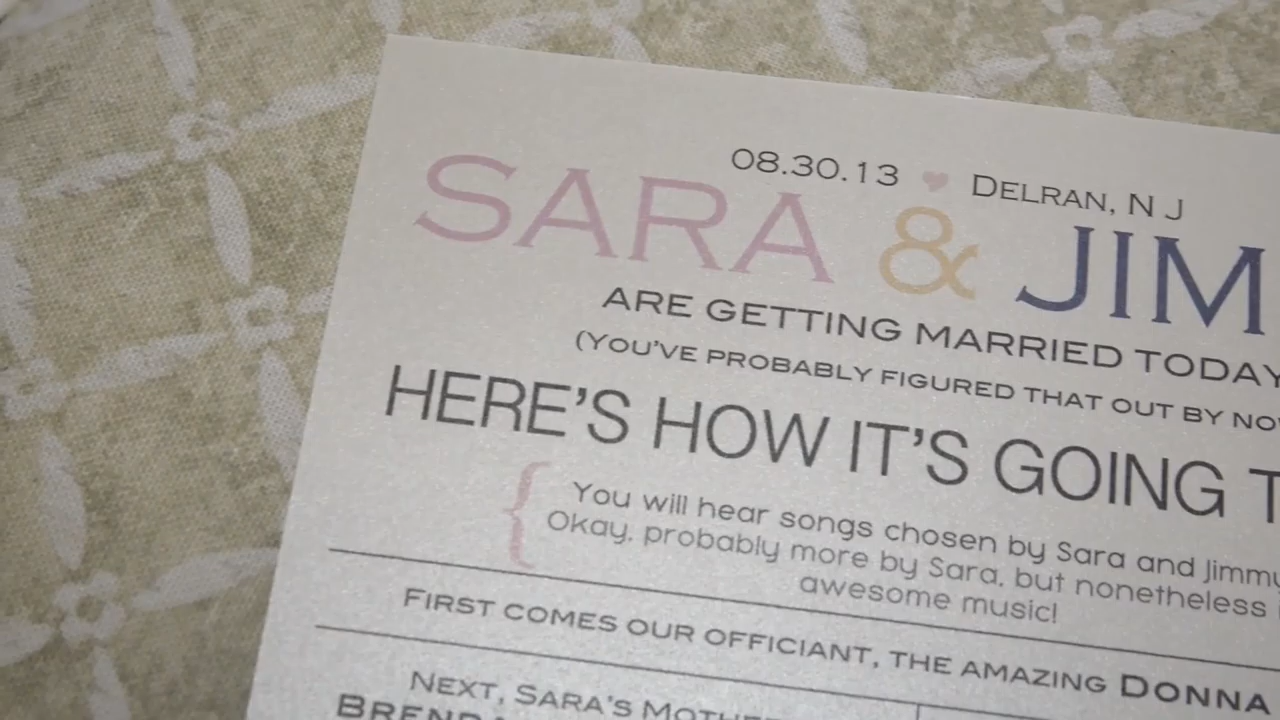 08.30.13 ♥ DELRAN, NJ
SARA & JIM
ARE GETTING MARRIED TODAY
(YOU'VE PROBABLY FIGURED THAT OUT BY
HERE'S HOW IT'S GOING
{ You will hear songs chosen by Sara and Jimmy
Okay, probably more by Sara, but nonetheless
awesome music!
FIRST COMES OUR OFFICIANT, THE AMAZING DONNA
NEXT, SARA'S